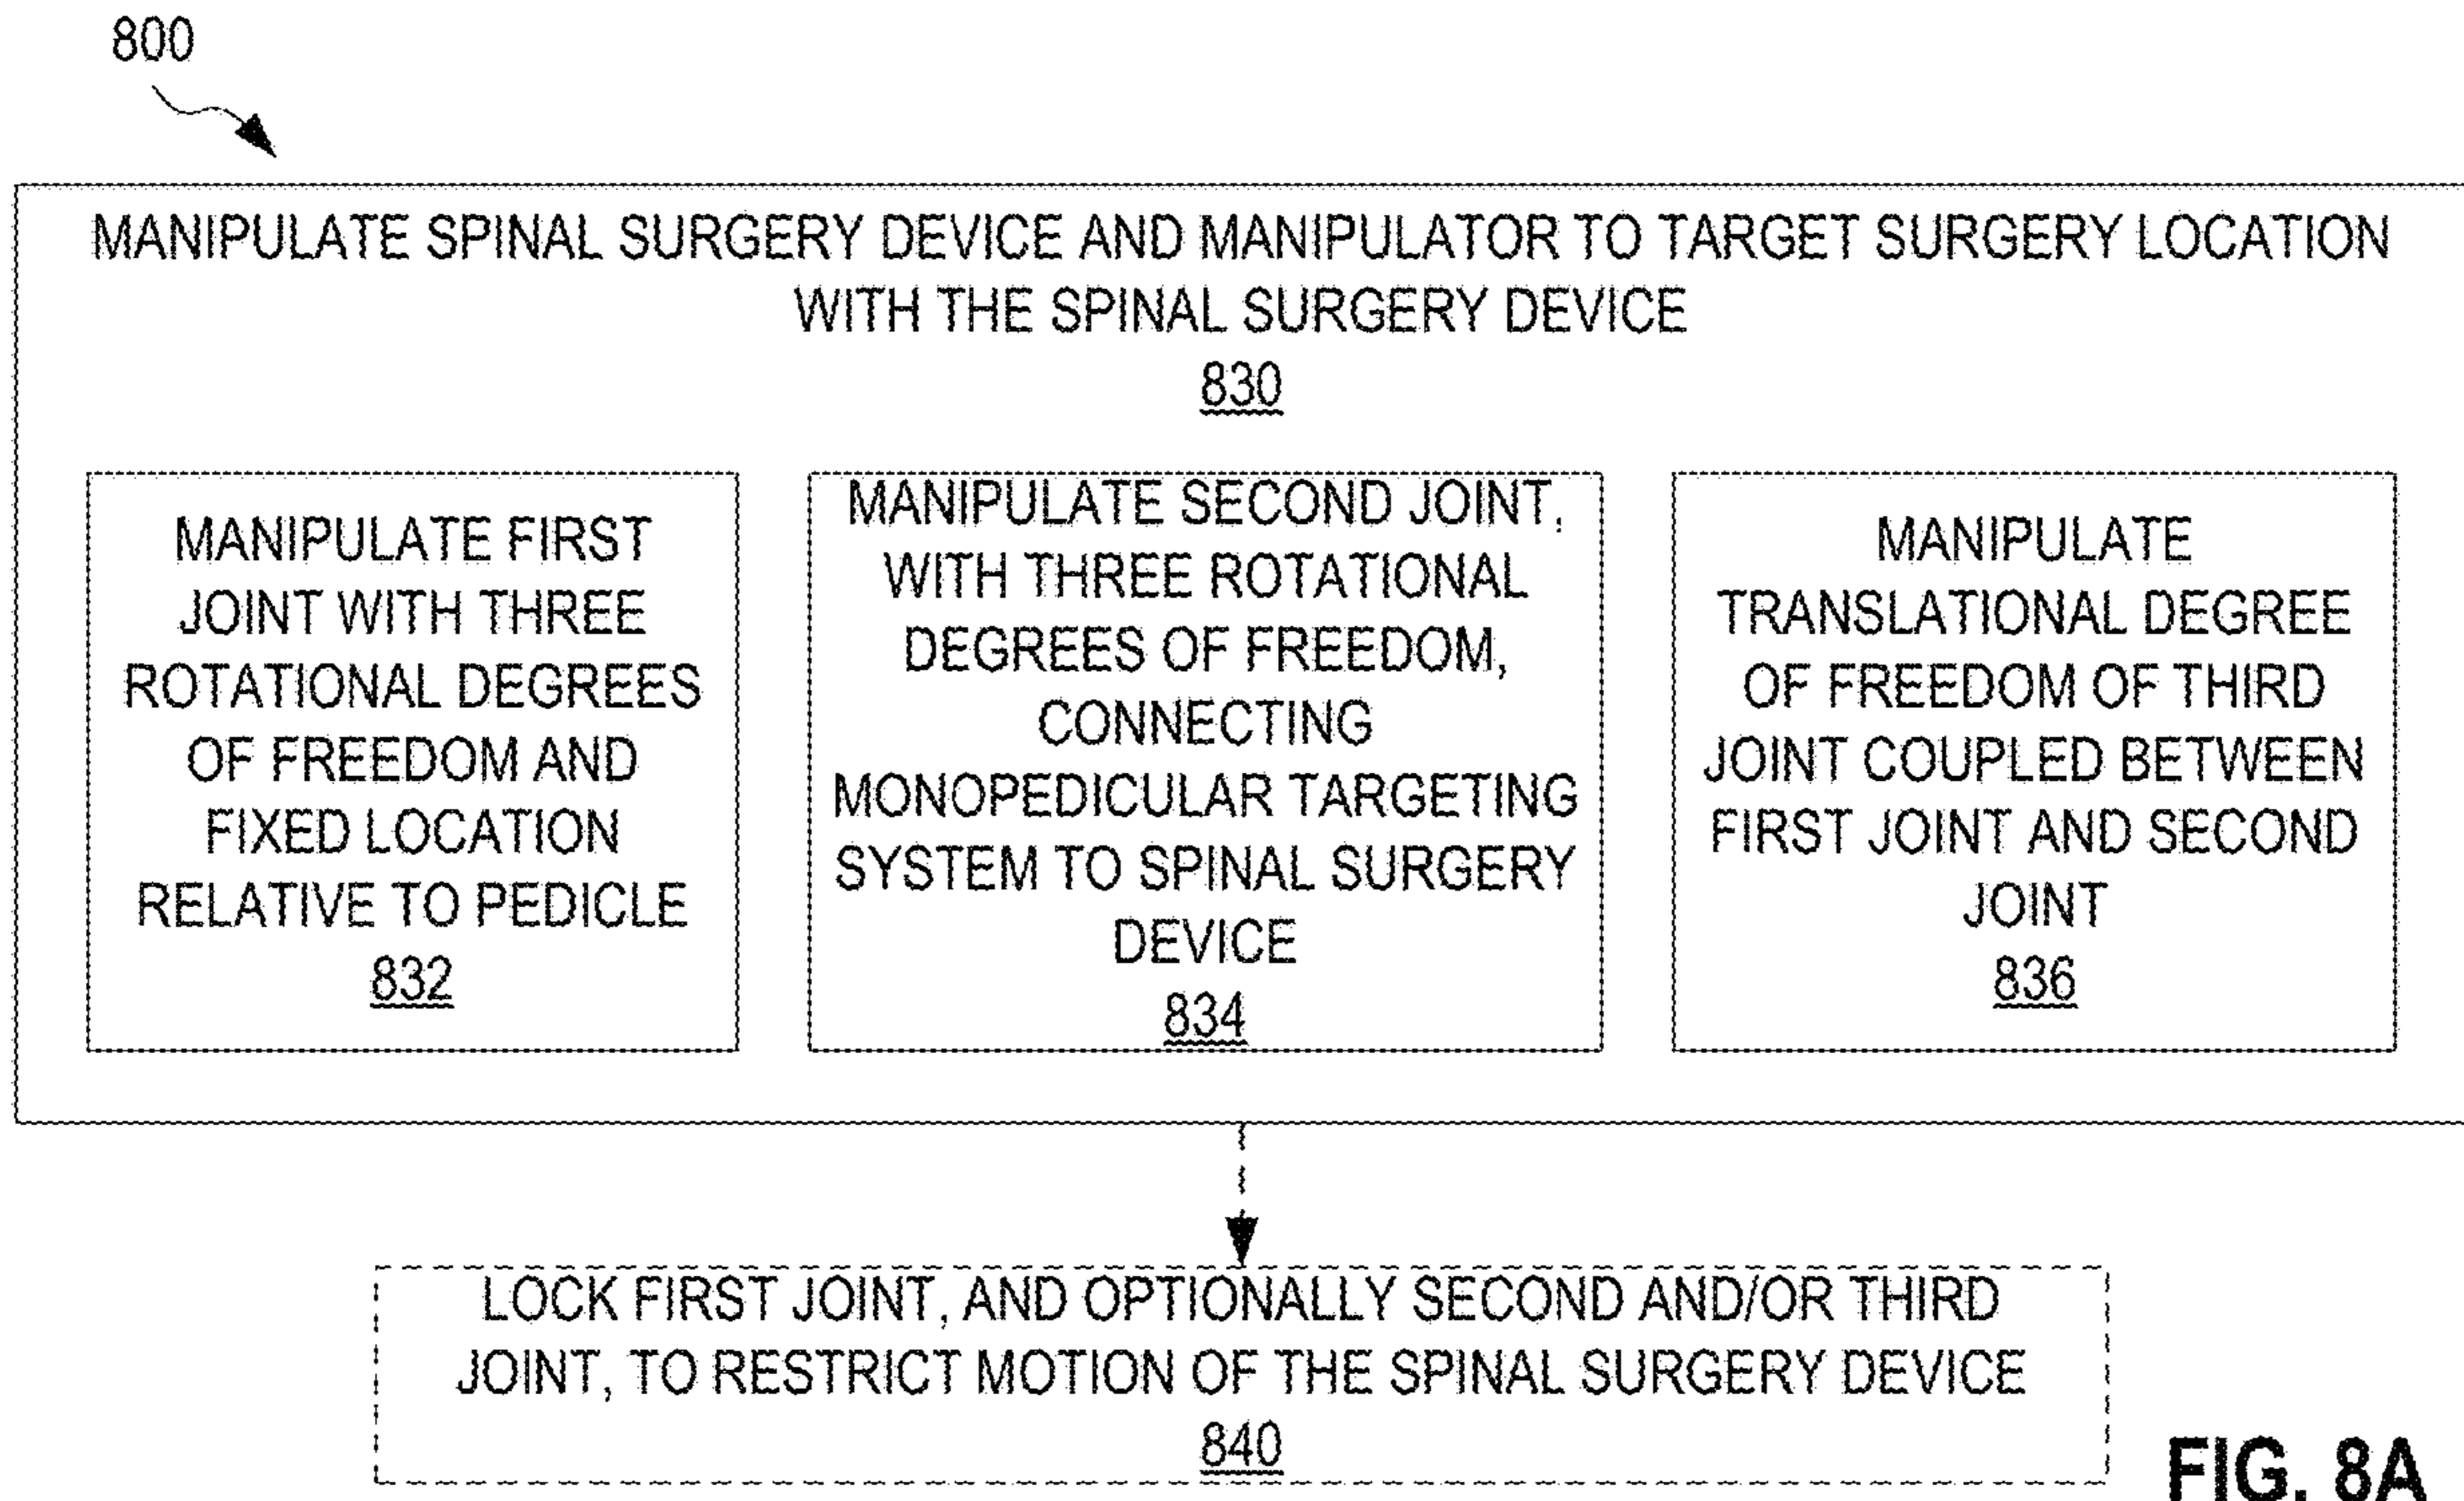 800
MANIPULATE SPINAL SURGERY DEVICE AND MANIPULATOR TO TARGET SURGERY LOCATION
WITH THE SPINAL SURGERY DEVICE
830
MANIPULATE FIRST
JOINT WITH THREE
ROTATIONAL DEGREES
OF FREEDOM AND
FIXED LOCATION
RELATIVE TO PEDICLE
832
MANIPULATE SECOND JOINT,
WITH THREE ROTATIONAL
DEGREES OF FREEDOM,
CONNECTING
MONOPEDICULAR TARGETING
SYSTEM TO SPINAL SURGERY
DEVICE
834
MANIPULATE
TRANSLATIONAL DEGREE
OF FREEDOM OF THIRD
JOINT COUPLED BETWEEN
FIRST JOINT AND SECOND
JOINT
836
LOCK FIRST JOINT, AND OPTIONALLY SECOND AND/OR THIRD
JOINT, TO RESTRICT MOTION OF THE SPINAL SURGERY DEVICE
840
FIG. 8A